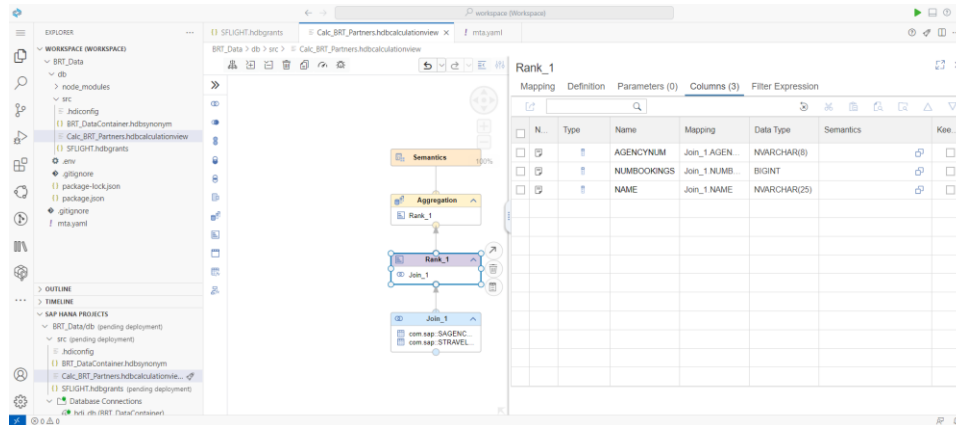 workspace (Workspace)
EXPLORER
WORKSPACE (WORKSPACE)
BRT_Data
db
node_modules
src
.hdiconfig
BRT_DataContainer.hdbsynonym
Calc_BRT_Partners.hdbcalculationview
SFLIGHT.hdbgrants
.env
.gitignore
package-lock.json
package.json
.gitignore
mta.yaml
OUTLINE
TIMELINE
SAP HANA PROJECTS
BRT_Data/db (pending deployment)
src (pending deployment)
.hdiconfig
BRT_DataContainer.hdbsynonym
Calc_BRT_Partners.hdbcalculationvie...
SFLIGHT.hdbgrants (pending deployment)
Database Connections
hdi_db (BRT_DataContainer)
0 0
SFLIGHT.hdbgrants
Calc_BRT_Partners.hdbcalculationview
mta.yaml
BRT_Data > db > src > Calc_BRT_Partners.hdbcalculationview
100%
Semantics
Aggregation
Rank_1
Rank_1
Join_1
Join_1
com.sap::SAGENC...
com.sap::STRAVEL...
Rank_1
Mapping Definition Parameters (0) Columns (3) Filter Expression
N... Type Name Mapping Data Type Semantics Kee...
AGENCYNUM Join_1.AGEN... NVARCHAR(8)
NUMBOOKINGS Join_1.NUMB... BIGINT
NAME Join_1.NAME NVARCHAR(25)